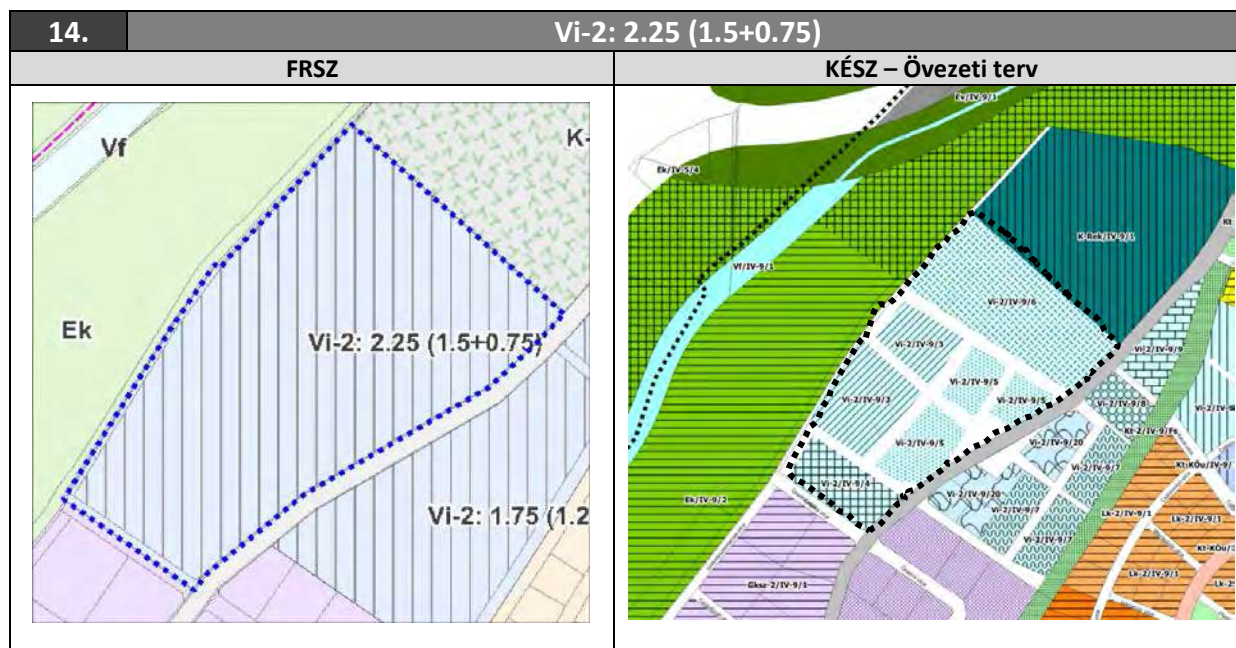 14.
Vi-2: 2.25 (1.5+0.75)
FRSZ
KÉSZ – Övezeti terv
Vf
K-
Ek
Vi-2: 2.25 (1.5+0.75)
Vi-2: 1.75 (1.2
Ev/IV-9/1
Ek/IV-5/4
Kt
K-Rek/IV-9/1
Vf/IV-9/1
Vi-2/IV-9/6
Vi-2/IV-9/3
Vi-2/IV-9/9
Vi-2/IV-9/5
Vi-2/IV-9/5
Vi-2/IV-9/2
Vi-2/IV-9/8
Vi-2/IV-9/5
Vi-2/IV-9/20
Kt-2/IV-9/Fs
Vi-2/IV-9/4
Vi-2/IV-9/7
Ek/IV-9/2
Vi-2/IV-9/20
Vi-2/IV-9/7
Vi-2/IV-9/7
Lk-2/IV-9/1
Lk-2/IV-9/1
Gksz-2/IV-9/1
Lk-2/IV-9/1